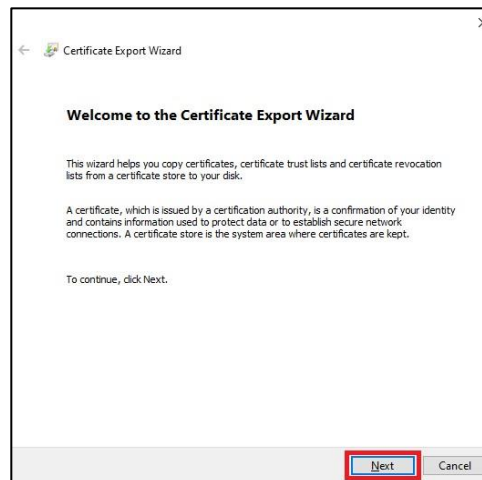 Certificate Export Wizard
Welcome to the Certificate Export Wizard
This wizard helps you copy certificates, certificate trust lists and certificate revocation
lists from a certificate store to your disk.
A certificate, which is issued by a certification authority, is a confirmation of your identity
and contains information used to protect data or to establish secure network
connections. A certificate store is the system area where certificates are kept.
To continue, click Next.
Next Cancel